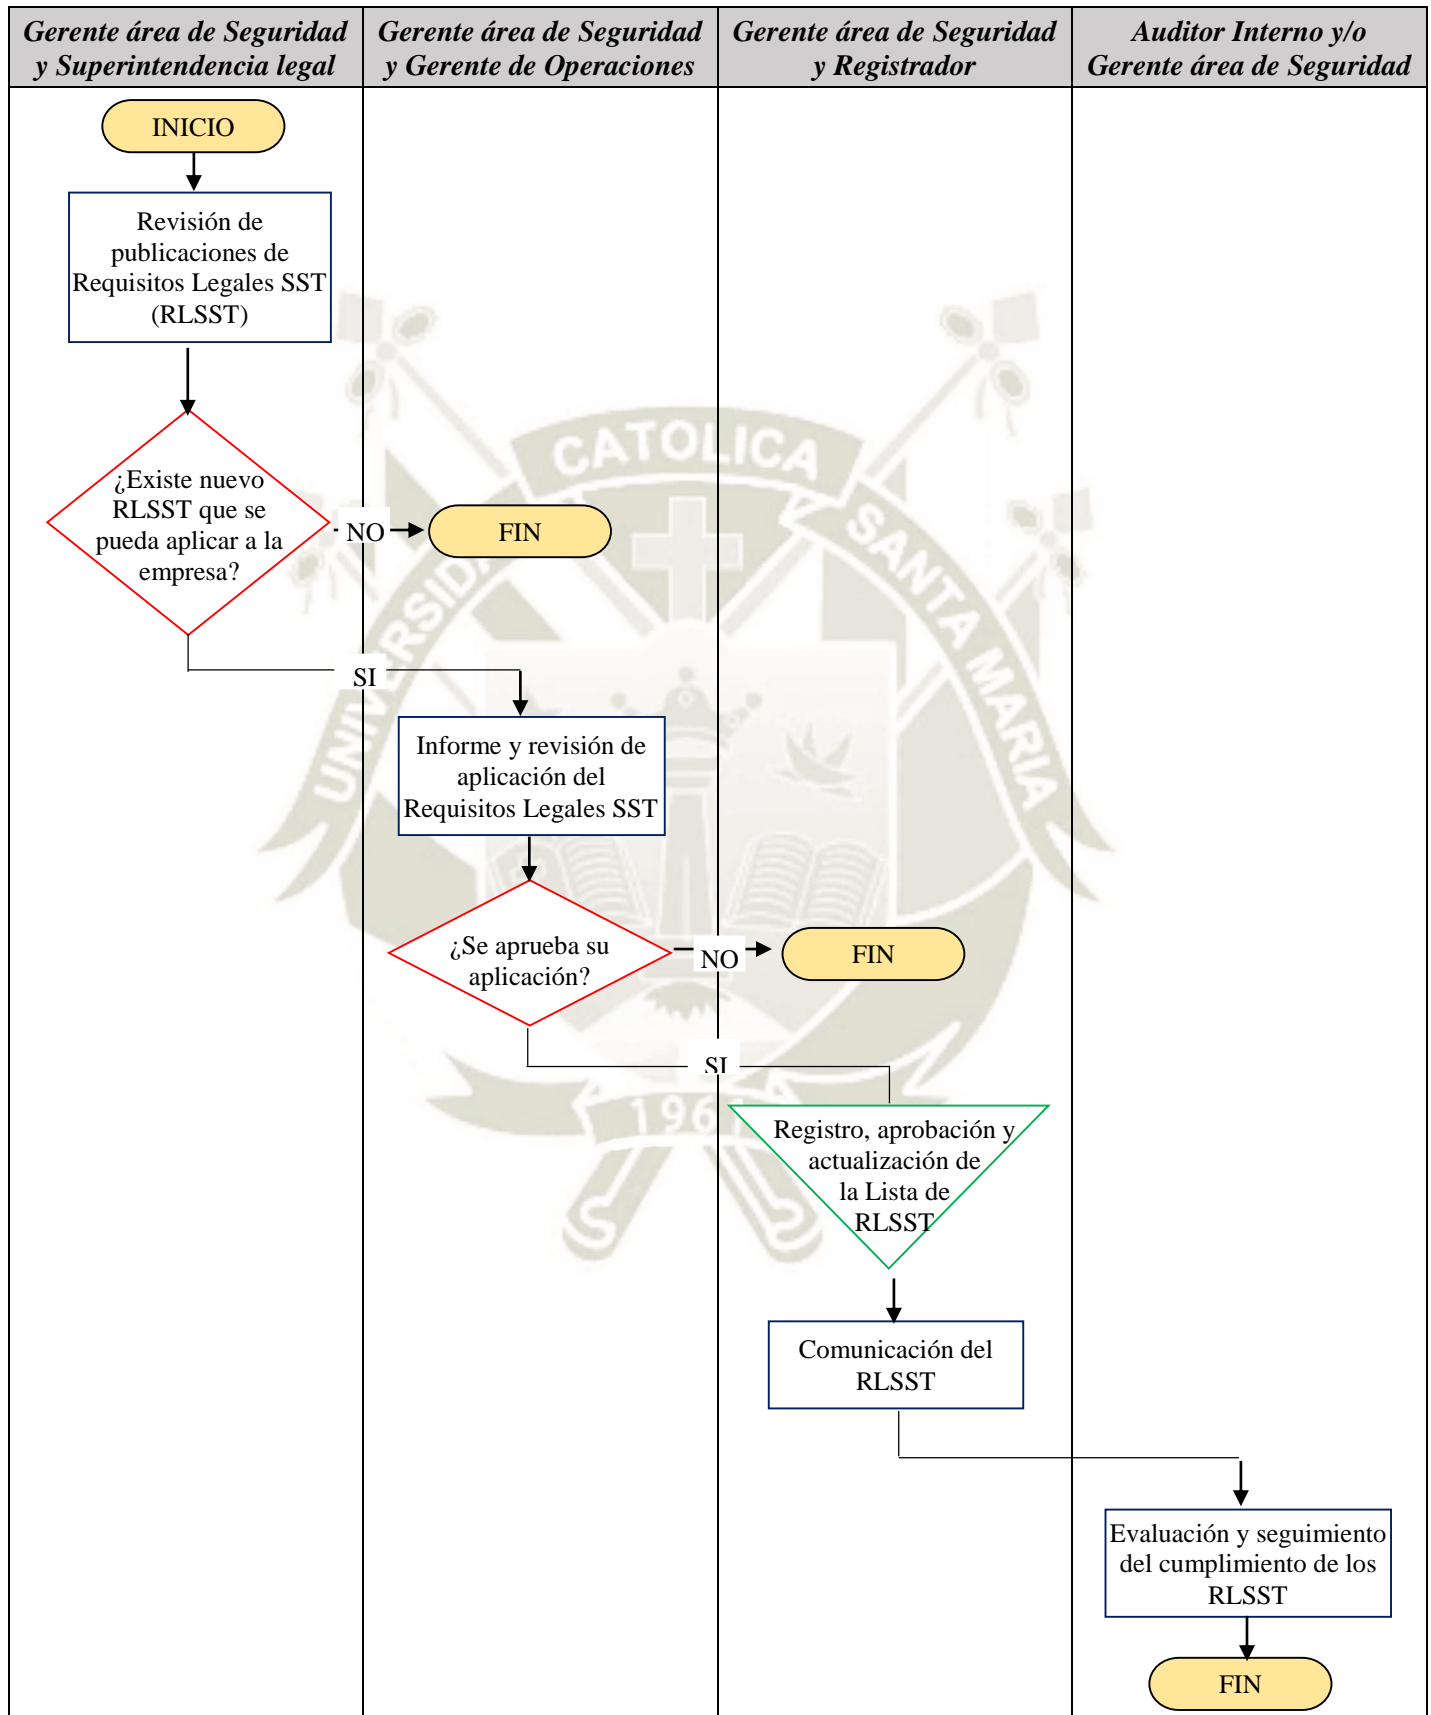 Gerente área de Seguridad
y Superintendencia legal
Gerente área de Seguridad
y Gerente de Operaciones
Gerente área de Seguridad
y Registrador
Auditor Interno y/o
Gerente área de Seguridad
INICIO
Revisión de
publicaciones de
Requisitos Legales SST
(RLSST)
¿Existe nuevo
RLSST que se
pueda aplicar a la
empresa?
NO
FIN
SI
Informe y revisión de
aplicación del
Requisitos Legales SST
¿Se aprueba su
aplicación?
NO
FIN
SI
Registro, aprobación y
actualización de
la Lista de
RLSST
Comunicación del
RLSST
Evaluación y seguimiento
del cumplimiento de los
RLSST
FIN
UNIVERSIDA
CATOLICA
SANTA MARIA
1961